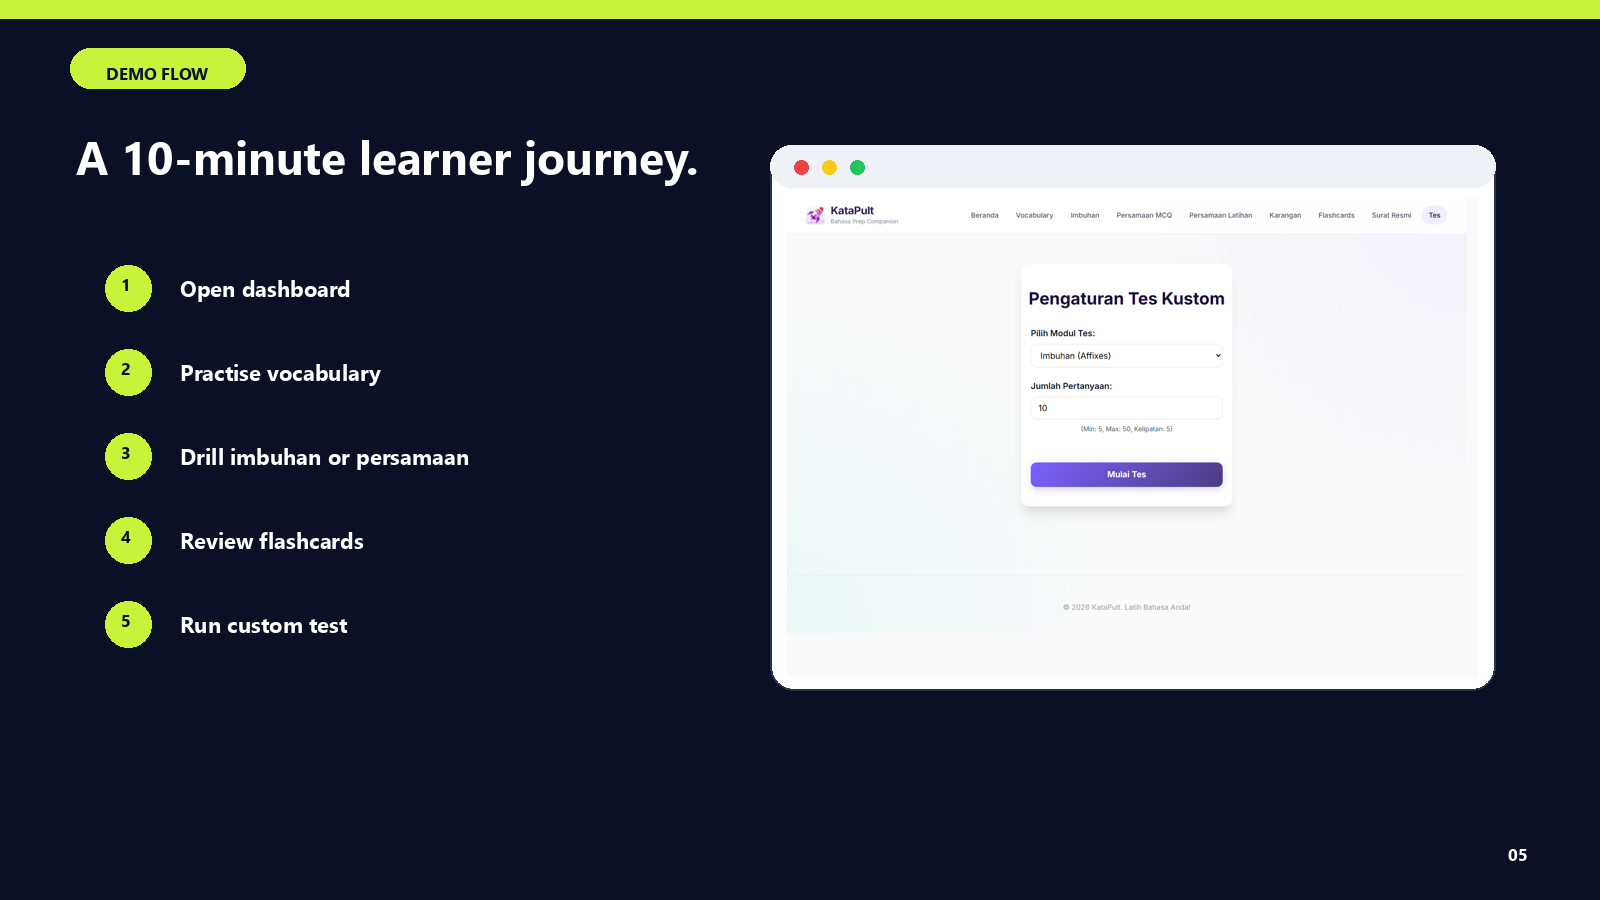 DEMO FLOW
A 10-minute learner journey.
1 Open dashboard
2 Practise vocabulary
3 Drill imbuhan or persamaan
4 Review flashcards
5 Run custom test
KataPult
Bahasa Prep Companion
Beranda Vocabulary Imbuhan Persamaan MCQ Persamaan Latihan Karangan Flashcards Surat Resmi Tes
Pengaturan Tes Kustom
Pilih Modul Tes:
Imbuhan (Affixes)
Jumlah Pertanyaan:
10
(Min: 5, Max: 50, Kelipatan: 5)
Mulai Tes
© 2026 KataPult. Latih Bahasa Anda!
05